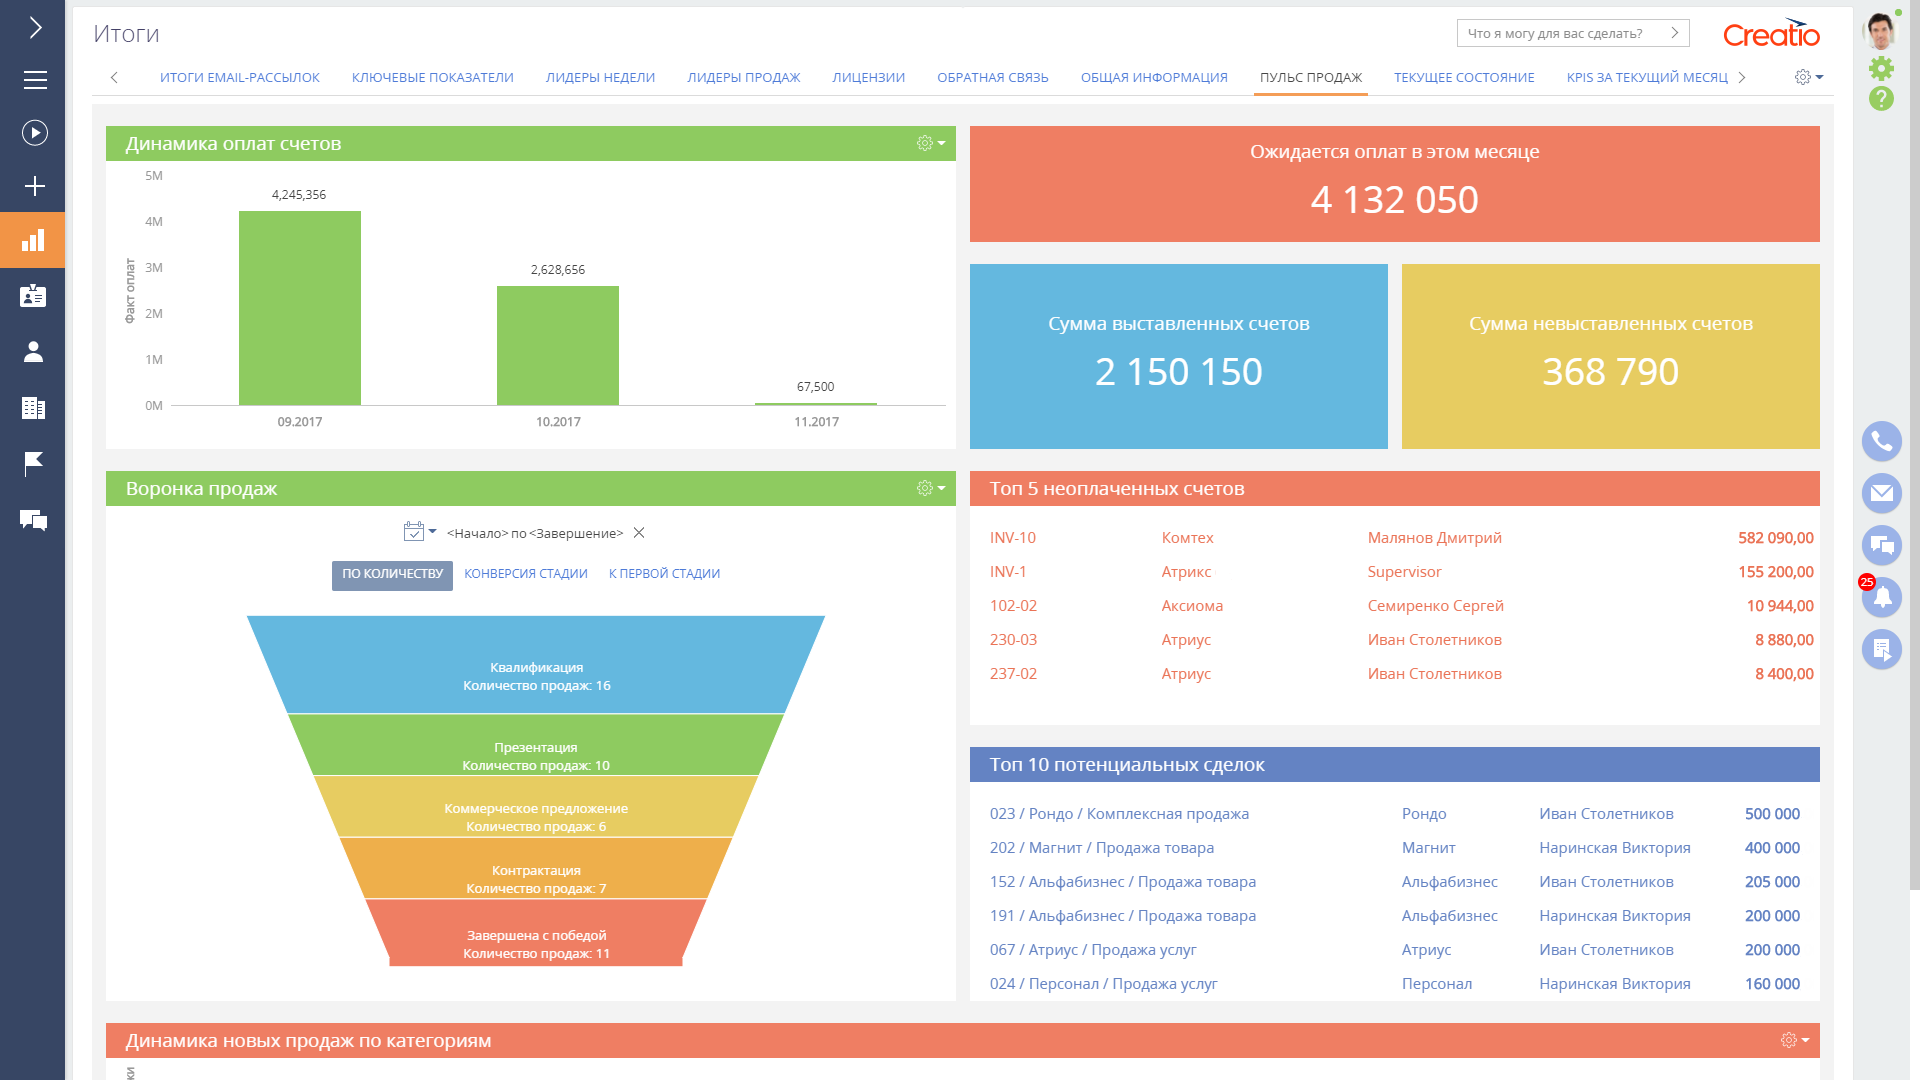 Итоги
Что я могу для вас сделать?
Creatio
ИТОГИ EMAIL-РАССЫЛОК
КЛЮЧЕВЫЕ ПОКАЗАТЕЛИ
ЛИДЕРЫ НЕДЕЛИ
ЛИДЕРЫ ПРОДАЖ
ЛИЦЕНЗИИ
ОБРАТНАЯ СВЯЗЬ
ОБЩАЯ ИНФОРМАЦИЯ
ПУЛЬС ПРОДАЖ
ТЕКУЩЕЕ СОСТОЯНИЕ
KPIS ЗА ТЕКУЩИЙ МЕСЯЦ
Динамика оплат счетов
5M
4M
3M
2M
1M
0M
Факт оплат
4,245,356
2,628,656
67,500
09.2017
10.2017
11.2017
Ожидается оплат в этом месяце
4 132 050
Сумма выставленных счетов
2 150 150
Сумма невыставленных счетов
368 790
Воронка продаж
<Начало> по <Завершение>
ПО КОЛИЧЕСТВУ
КОНВЕРСИЯ СТАДИИ
К ПЕРВОЙ СТАДИИ
Квалификация
Количество продаж: 16
Презентация
Количество продаж: 10
Коммерческое предложение
Количество продаж: 6
Контрактация
Количество продаж: 7
Завершена с победой
Количество продаж: 11
Топ 5 неоплаченных счетов
INV-10 Комтех Малянов Дмитрий 582 090,00
INV-1 Атрикс Supervisor 155 200,00
102-02 Аксиома Семиренко Сергей 10 944,00
230-03 Атриус Иван Столетников 8 880,00
237-02 Атриус Иван Столетников 8 400,00
Топ 10 потенциальных сделок
023 / Рондо / Комплексная продажа Рондо Иван Столетников 500 000
202 / Магнит / Продажа товара Магнит Наринская Виктория 400 000
152 / Альфабизнес / Продажа товара Альфабизнес Иван Столетников 205 000
191 / Альфабизнес / Продажа товара Альфабизнес Наринская Виктория 200 000
067 / Атриус / Продажа услуг Атриус Иван Столетников 200 000
024 / Персонал / Продажа услуг Персонал Наринская Виктория 160 000
Динамика новых продаж по категориям
?
25